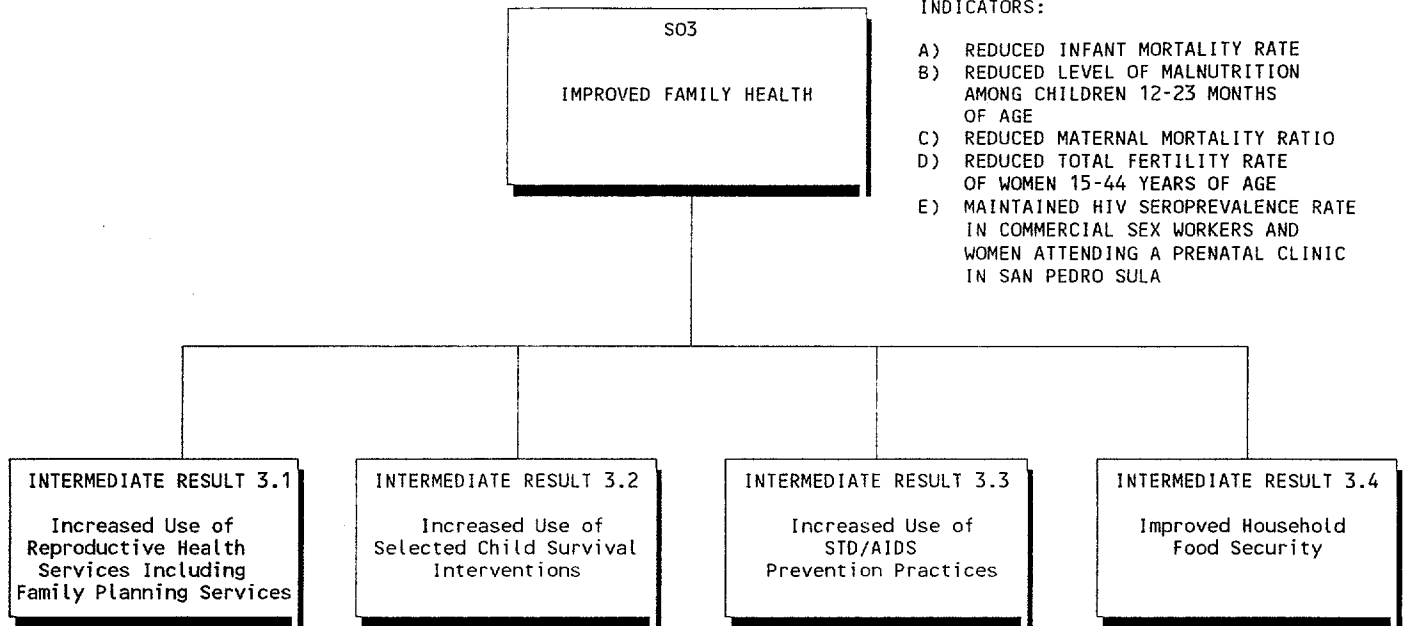 SO3
IMPROVED FAMILY HEALTH
INDICATORS:
A) REDUCED INFANT MORTALITY RATE
B) REDUCED LEVEL OF MALNUTRITION
AMONG CHILDREN 12-23 MONTHS
OF AGE
C) REDUCED MATERNAL MORTALITY RATIO
D) REDUCED TOTAL FERTILITY RATE
OF WOMEN 15-44 YEARS OF AGE
E) MAINTAINED HIV SEROPREVALENCE RATE
IN COMMERCIAL SEX WORKERS AND
WOMEN ATTENDING A PRENATAL CLINIC
IN SAN PEDRO SULA
INTERMEDIATE RESULT 3.1
Increased Use of
Reproductive Health
Services Including
Family Planning Services
INTERMEDIATE RESULT 3.2
Increased Use of
Selected Child Survival
Interventions
INTERMEDIATE RESULT 3.3
Increased Use of
STD/AIDS
Prevention Practices
INTERMEDIATE RESULT 3.4
Improved Household
Food Security